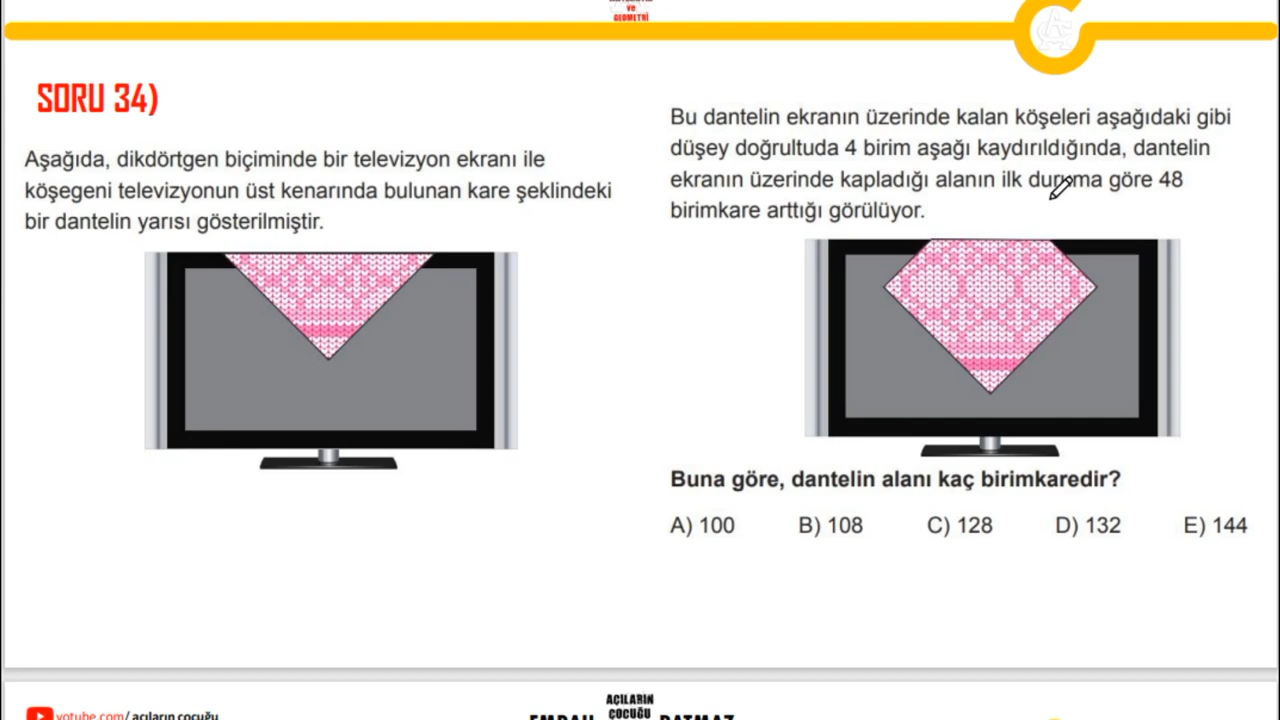 ve
GEOMETRİ
SORU 34)
Aşağıda, dikdörtgen biçiminde bir televizyon ekranı ile
köşegeni televizyonun üst kenarında bulunan kare şeklindeki
bir dantelin yarısı gösterilmiştir.
Bu dantelin ekranın üzerinde kalan köşeleri aşağıdaki gibi
düşey doğrultuda 4 birim aşağı kaydırıldığında, dantelin
ekranın üzerinde kapladığı alanın ilk duruma göre 48
birimkare arttığı görülüyor.
Buna göre, dantelin alanı kaç birimkaredir?
A) 100 B) 108 C) 128 D) 132 E) 144
yotube.com/ açıların çocuğu
AÇILARIN
ÇOCUĞU